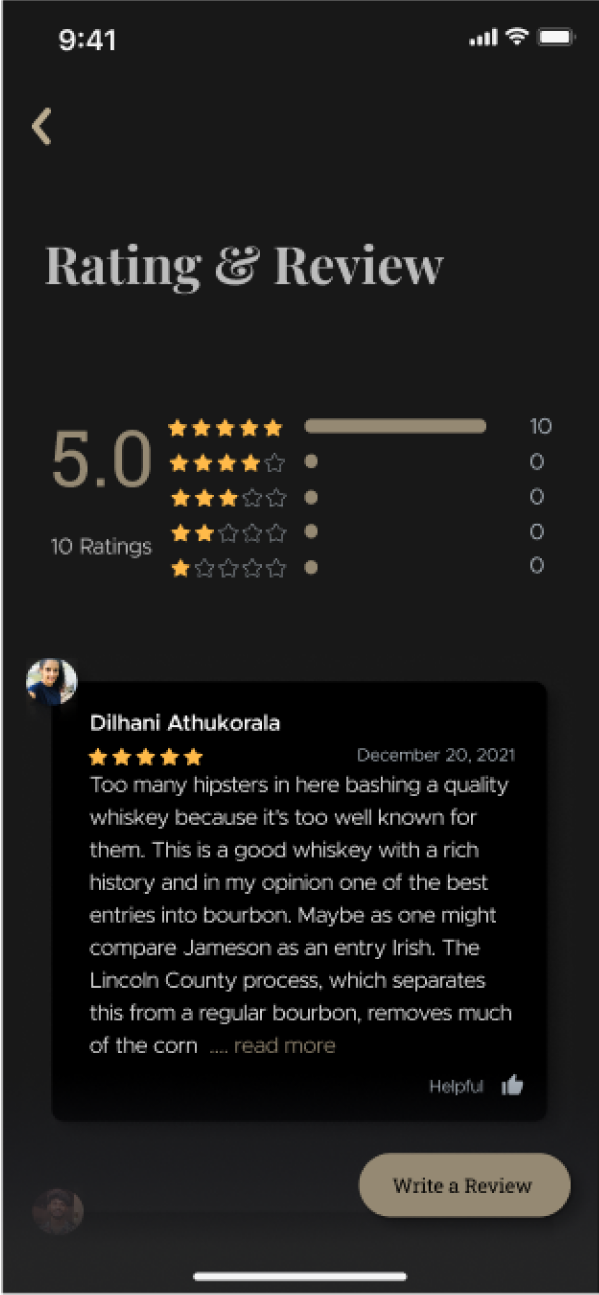 9:41
Rating & Review
5.0
10 Ratings
10
0
0
0
0
Dilhani Athukorala
December 20, 2021
Too many hipsters in here bashing a quality
whiskey because it's too well known for
them. This is a good whiskey with a rich
history and in my opinion one of the best
entries into bourbon. Maybe as one might
compare Jameson as an entry Irish. The
Lincoln County process, which separates
this from a regular bourbon, removes much
of the corn .... read more
Helpful
Write a Review